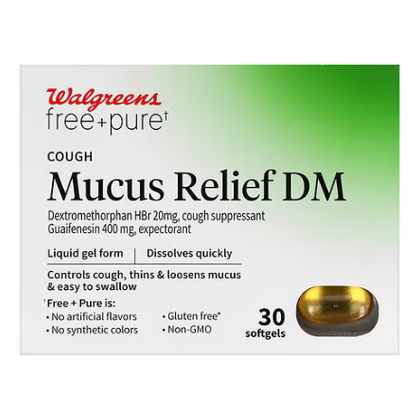 Walgreens
free+pure†
COUGH
Mucus Relief DM
Dextromethorphan HBr 20mg, cough suppressant
Guaifenesin 400 mg, expectorant
Liquid gel form | Dissolves quickly
Controls cough, thins & loosens mucus
& easy to swallow
†Free + Pure is:
• No artificial flavors • Gluten free*
• No synthetic colors • Non-GMO
30
softgels